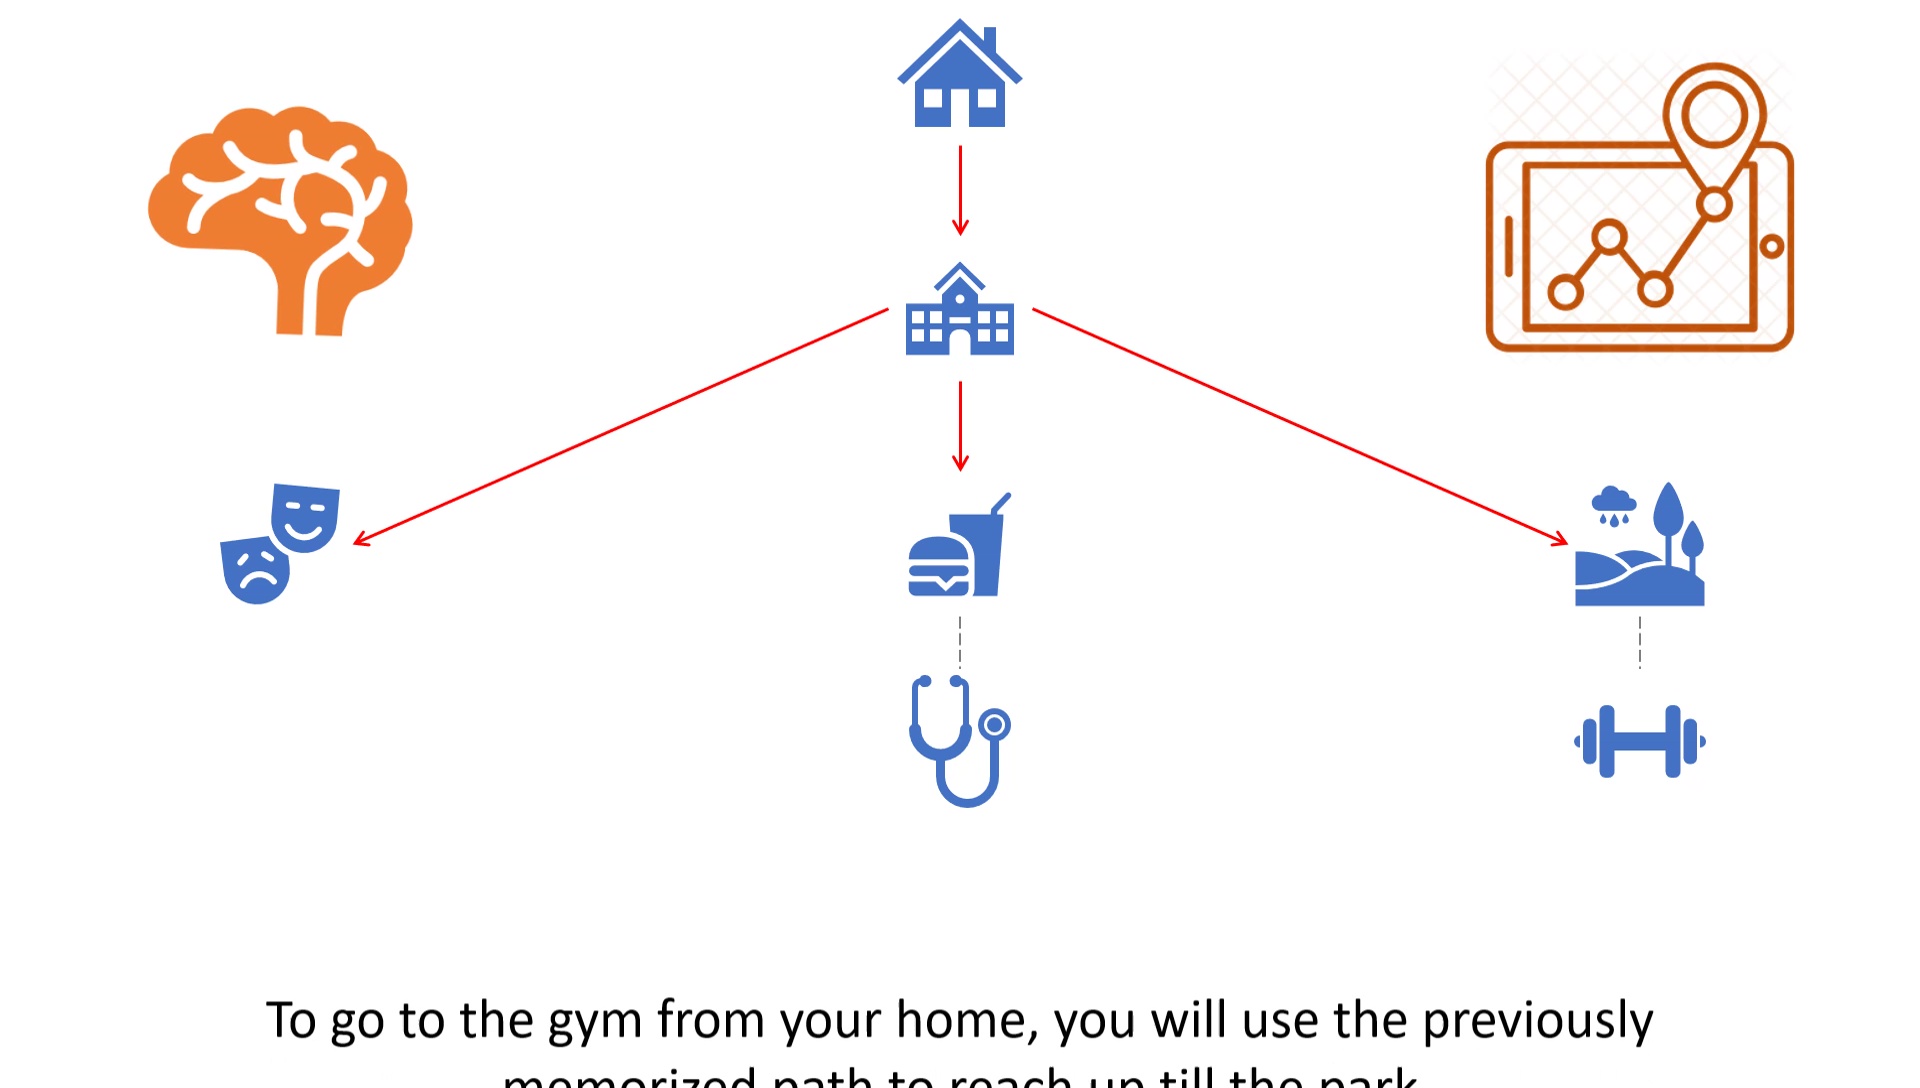 To go to the gym from your home, you will use the previously
memorized path to reach up till the park